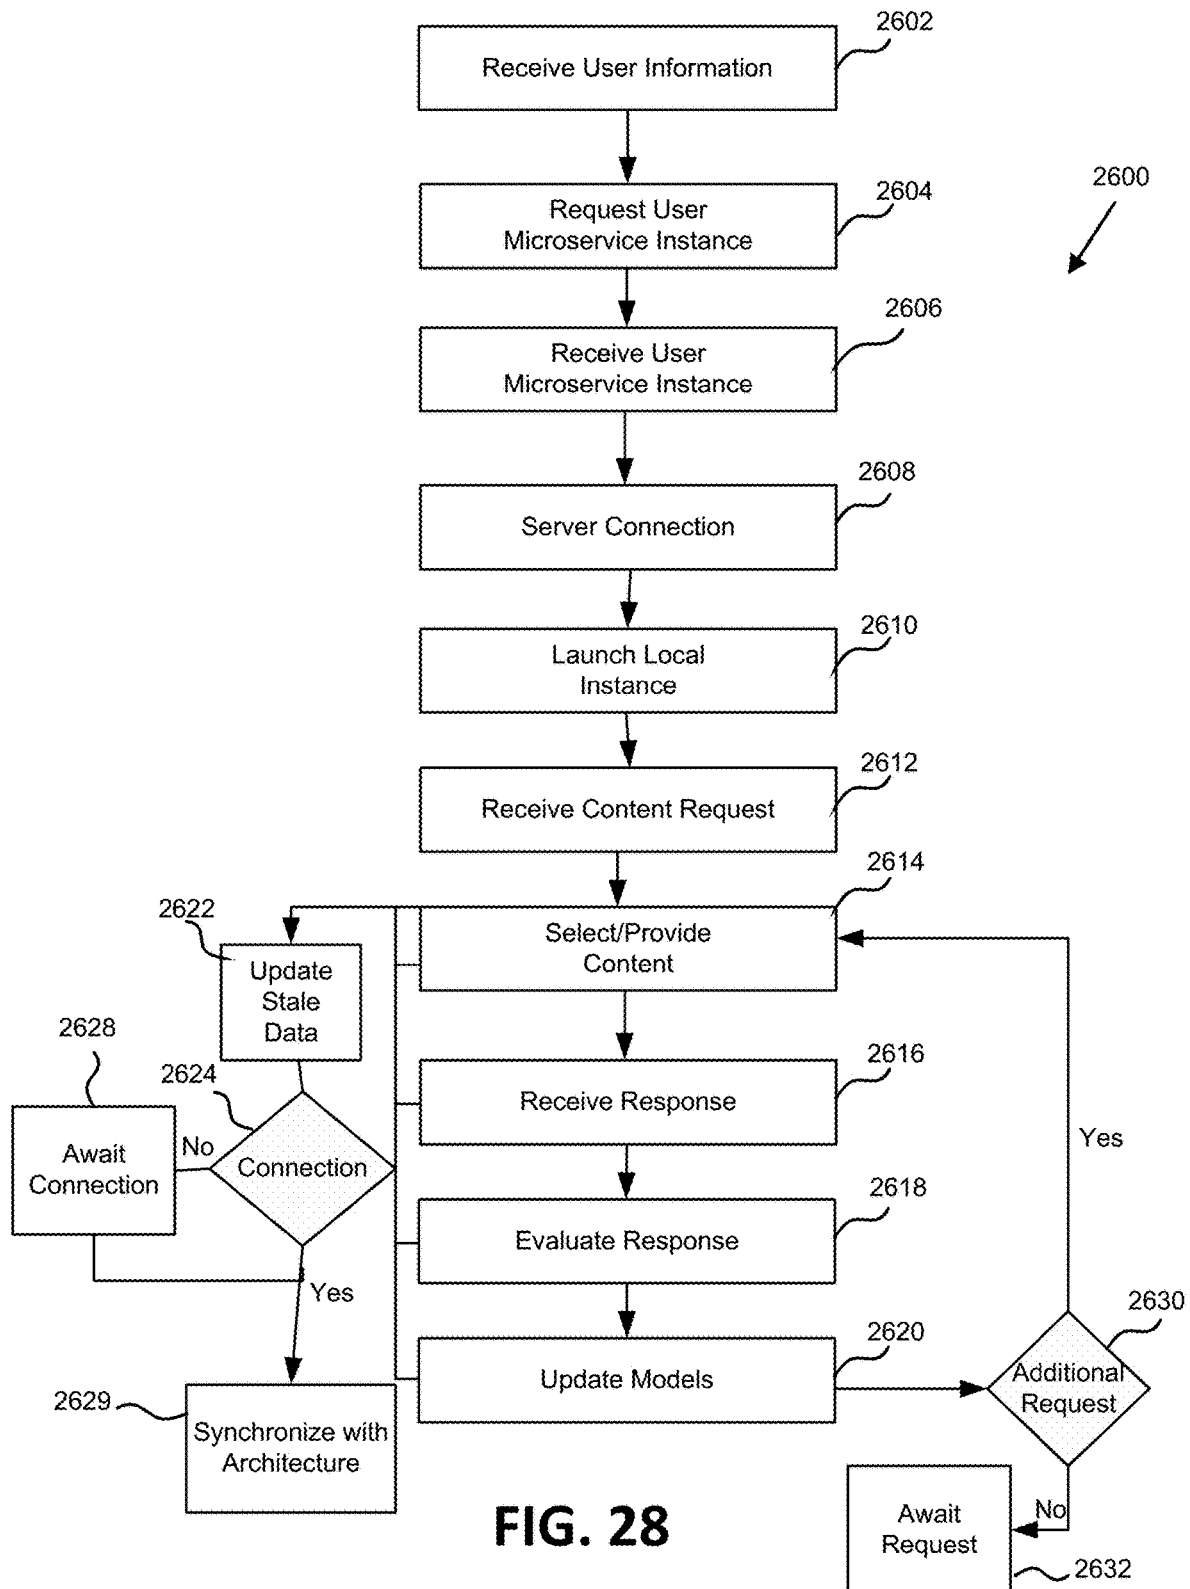 2602
Receive User Information
2600
2604
Request User
Microservice Instance
2606
Receive User
Microservice Instance
2608
Server Connection
2610
Launch Local
Instance
2612
Receive Content Request
2614
Select/Provide
Content
2622
Update
Stale
Data
2628
2624
2616
Receive Response
Await
Connection
No
Connection
Yes
2618
Evaluate Response
Yes
2630
2620
Update Models
Additional
Request
2629
Synchronize with
Architecture
No
Await
Request
2632
FIG. 28